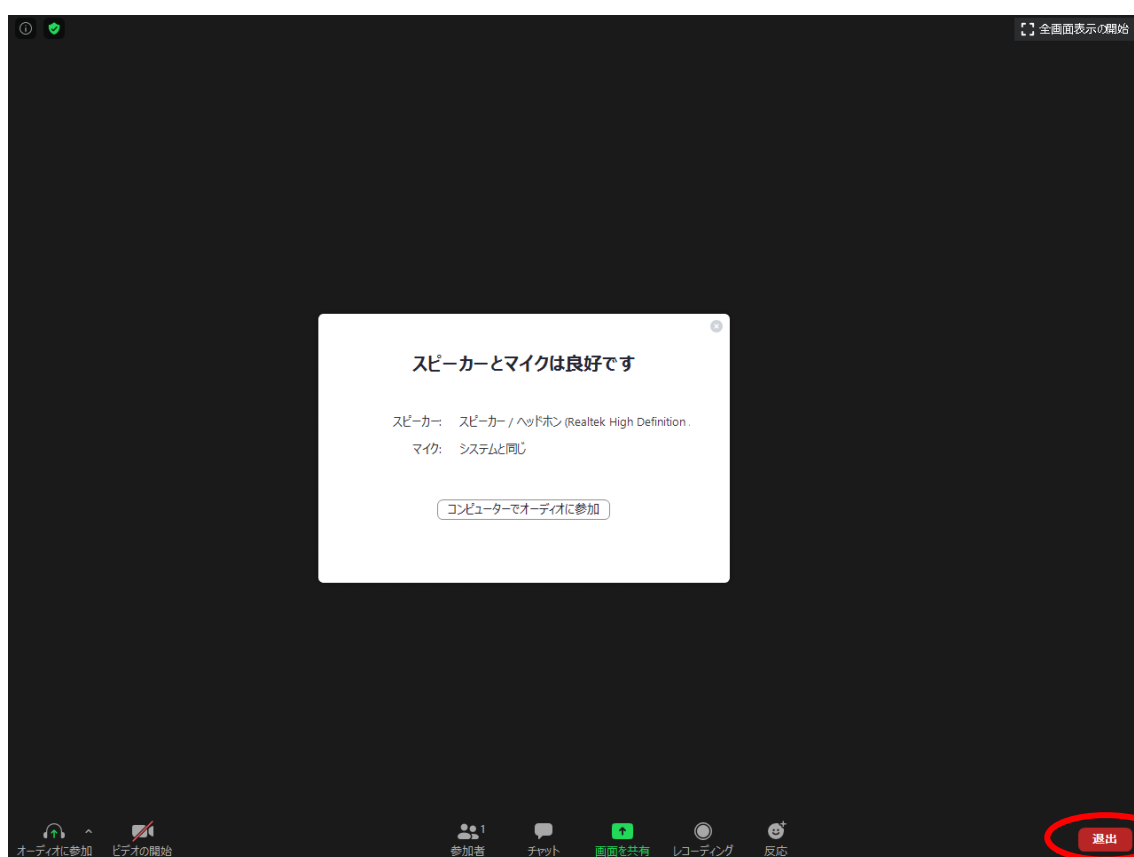 全画面表示の開始
スピーカーとマイクは良好です
スピーカー: スピーカー / ヘッドホン (Realtek High Definition .
マイク: システムと同じ
コンピューターでオーディオに参加
1
オーディオに参加 ビデオの開始 参加者 チャット 画面を共有 レコーディング 反応 退出